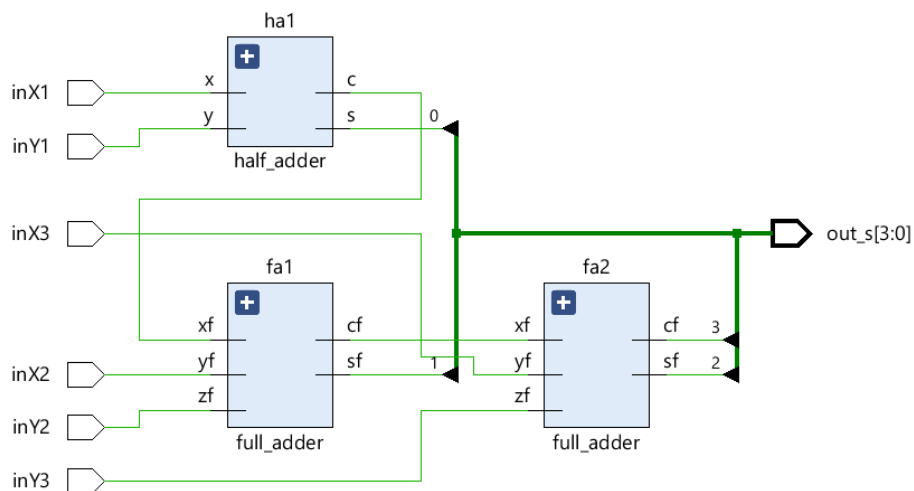 ha1
inX1
x
c
inY1
y
s
0
half_adder
inX3
out_s[3:0]
fa1
fa2
xf
cf
xf
cf
3
inX2
yf
sf
1
yf
sf
2
zf
zf
inY2
full_adder
full_adder
inY3